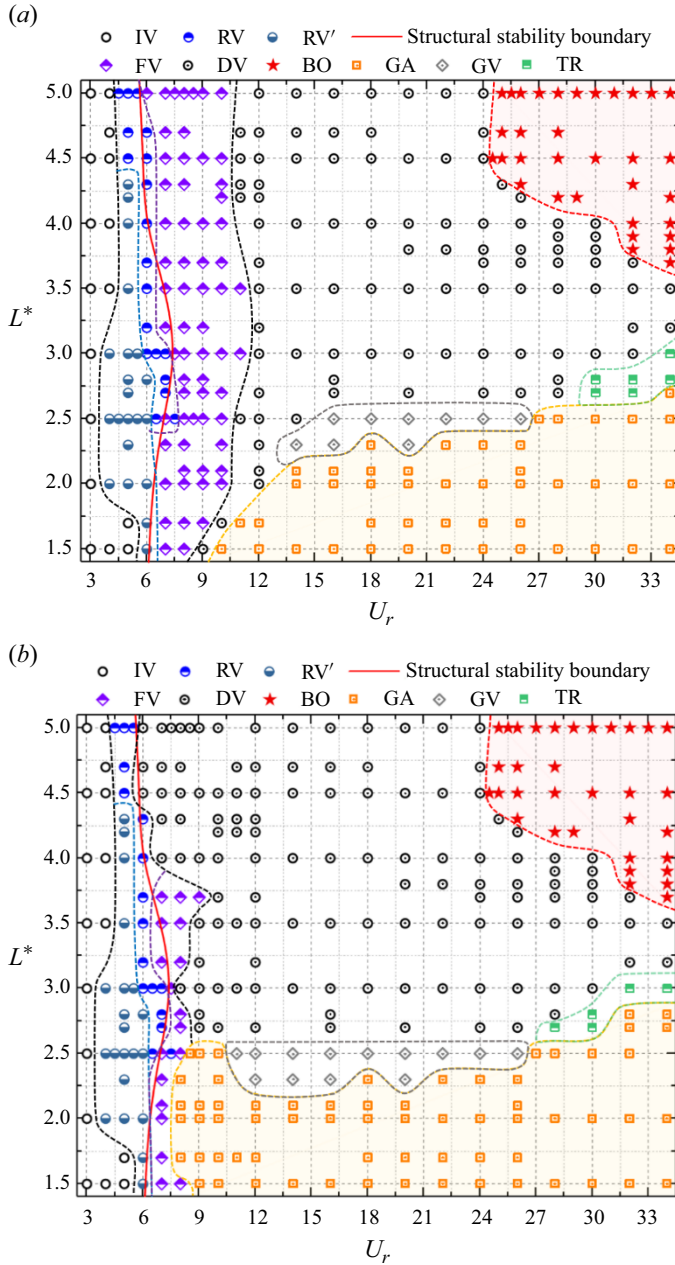 (a)
IV RV RV′ Structural stability boundary
FV DV BO GA GV TR
5.0
4.5
4.0
3.5
L*
3.0
2.5
2.0
1.5
3 6 9 12 15 18 21 24 27 30 33
U_r
(b)
IV RV RV′ Structural stability boundary
FV DV BO GA GV TR
5.0
4.5
4.0
3.5
L*
3.0
2.5
2.0
1.5
3 6 9 12 15 18 21 24 27 30 33
U_r